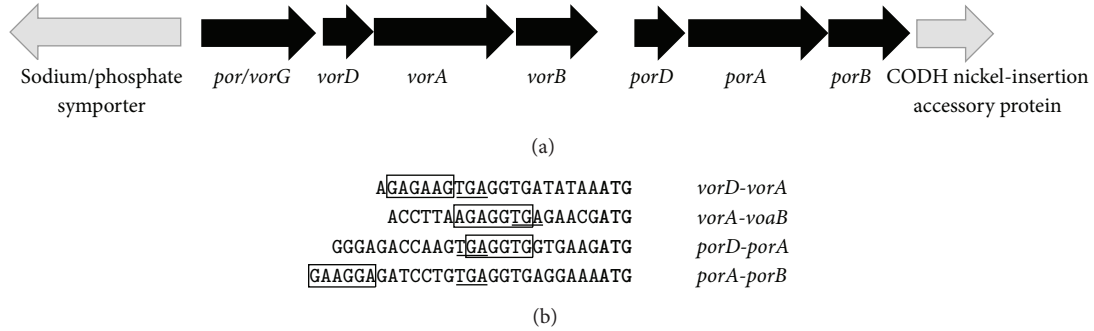 Sodium/phosphate symporter
por/vorG
vorD
vorA
vorB
porD
porA
porB
CODH nickel-insertion accessory protein
(a)
AGAGAAGTGAGGTGATATAAATG vorD-vorA
ACCTTAAGAGGTGAGAACGATG vorA-voaB
GGGAGACCAAGTGAGGTGGTGAAGATG porD-porA
GAAGGAGATCCTGTGAGGTGAGGAAAATG porA-porB
(b)